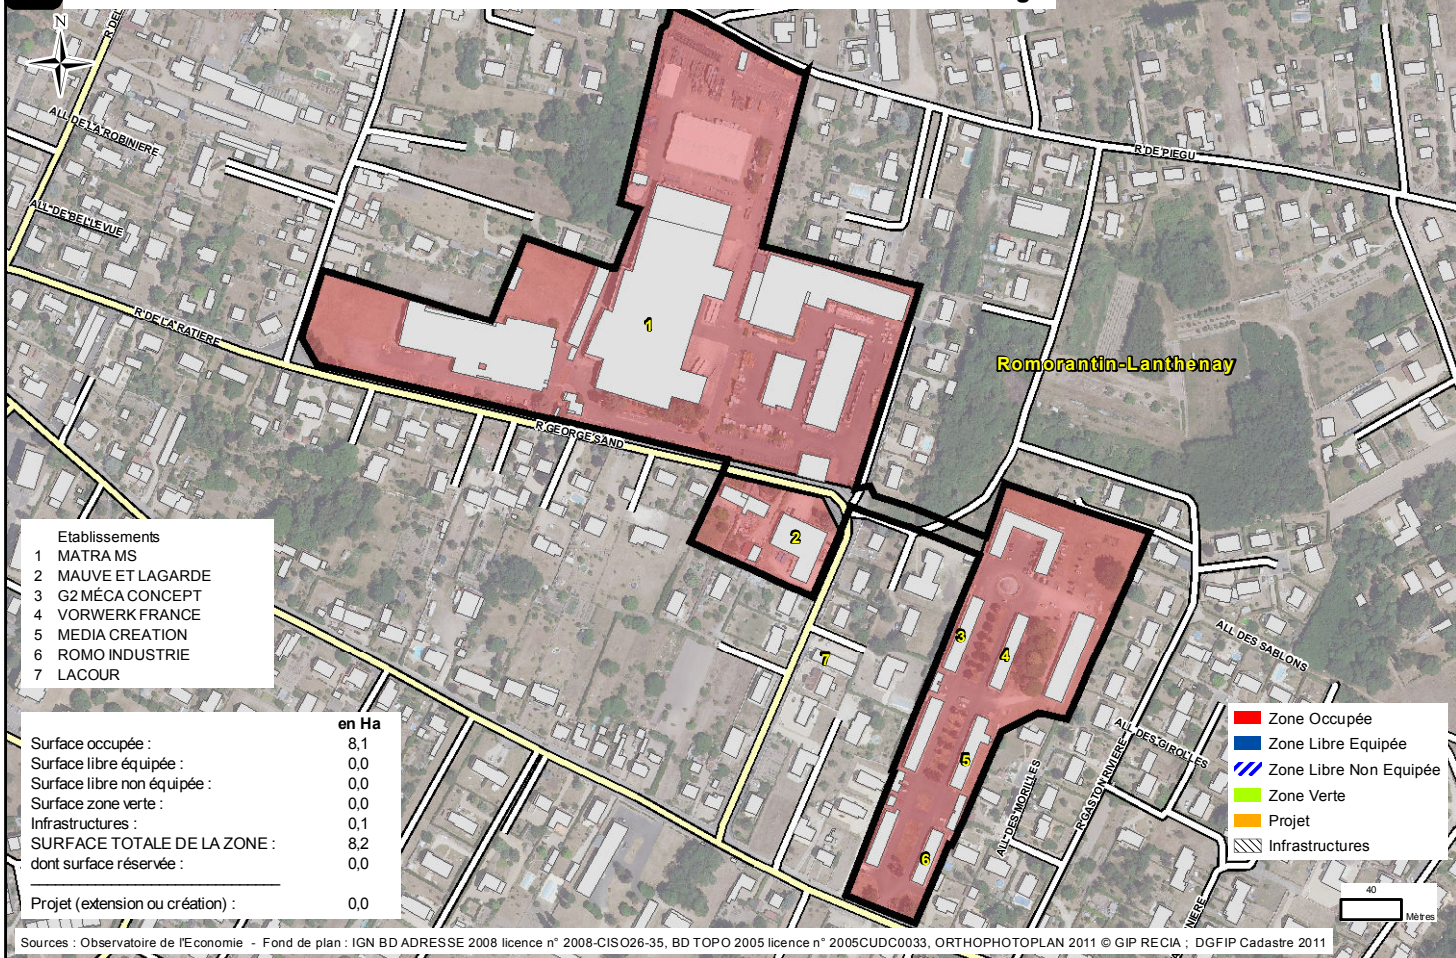 N
R DEL
ALL DE LA ROBINIERE
ALL DE BELLEVUE
R DE LA RATIERE
R GEORGE SAND
R DE PIEGU
Romorantin-Lanthenay
1
2
3
4
5
6
7
ALL DES SABLONS
ALL DES GIROLLES
R GASTON RIVIERE
ALL DES MORILLES
NIERE
Etablissements
1 MATRA MS
2 MAUVE ET LAGARDE
3 G2 MÉCA CONCEPT
4 VORWERK FRANCE
5 MEDIA CREATION
6 ROMO INDUSTRIE
7 LACOUR
en Ha
Surface occupée : 8,1
Surface libre équipée : 0,0
Surface libre non équipée : 0,0
Surface zone verte : 0,0
Infrastructures : 0,1
SURFACE TOTALE DE LA ZONE : 8,2
dont surface réservée : 0,0
Projet (extension ou création) : 0,0
Zone Occupée
Zone Libre Equipée
Zone Libre Non Equipée
Zone Verte
Projet
Infrastructures
40
Mètres
Sources : Observatoire de l'Economie - Fond de plan : IGN BD ADRESSE 2008 licence n° 2008-CISO26-35, BD TOPO 2005 licence n° 2005CUDC0033, ORTHOPHOTOPLAN 2011 © GIP RECIA ; DGFIP Cadastre 2011